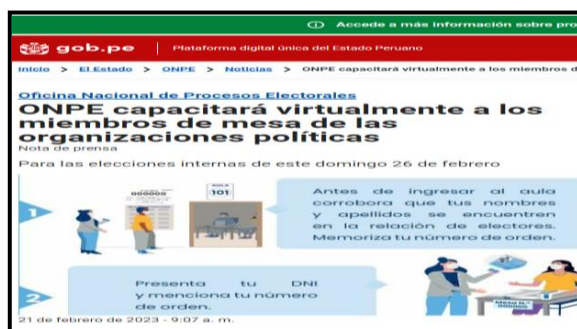 Accede a más información sobre pro
gob.pe | Plataforma digital única del Estado Peruano
Inicio > El Estado > ONPE > Noticias > ONPE capacitará virtualmente a los miembros d
Oficina Nacional de Procesos Electorales
ONPE capacitará virtualmente a los
miembros de mesa de las
organizaciones políticas
Nota de prensa
Para las elecciones internas de este domingo 26 de febrero
1
000000
AULA
101
Antes de ingresar al aula
corrobora que tus nombres
y apellidos se encuentren
en la relación de electores.
Memoriza tu número de orden.
2
Presenta tu DNI
y menciona tu número
de orden.
Mesa N.°
000000
21 de febrero de 2023 - 9:07 a. m.